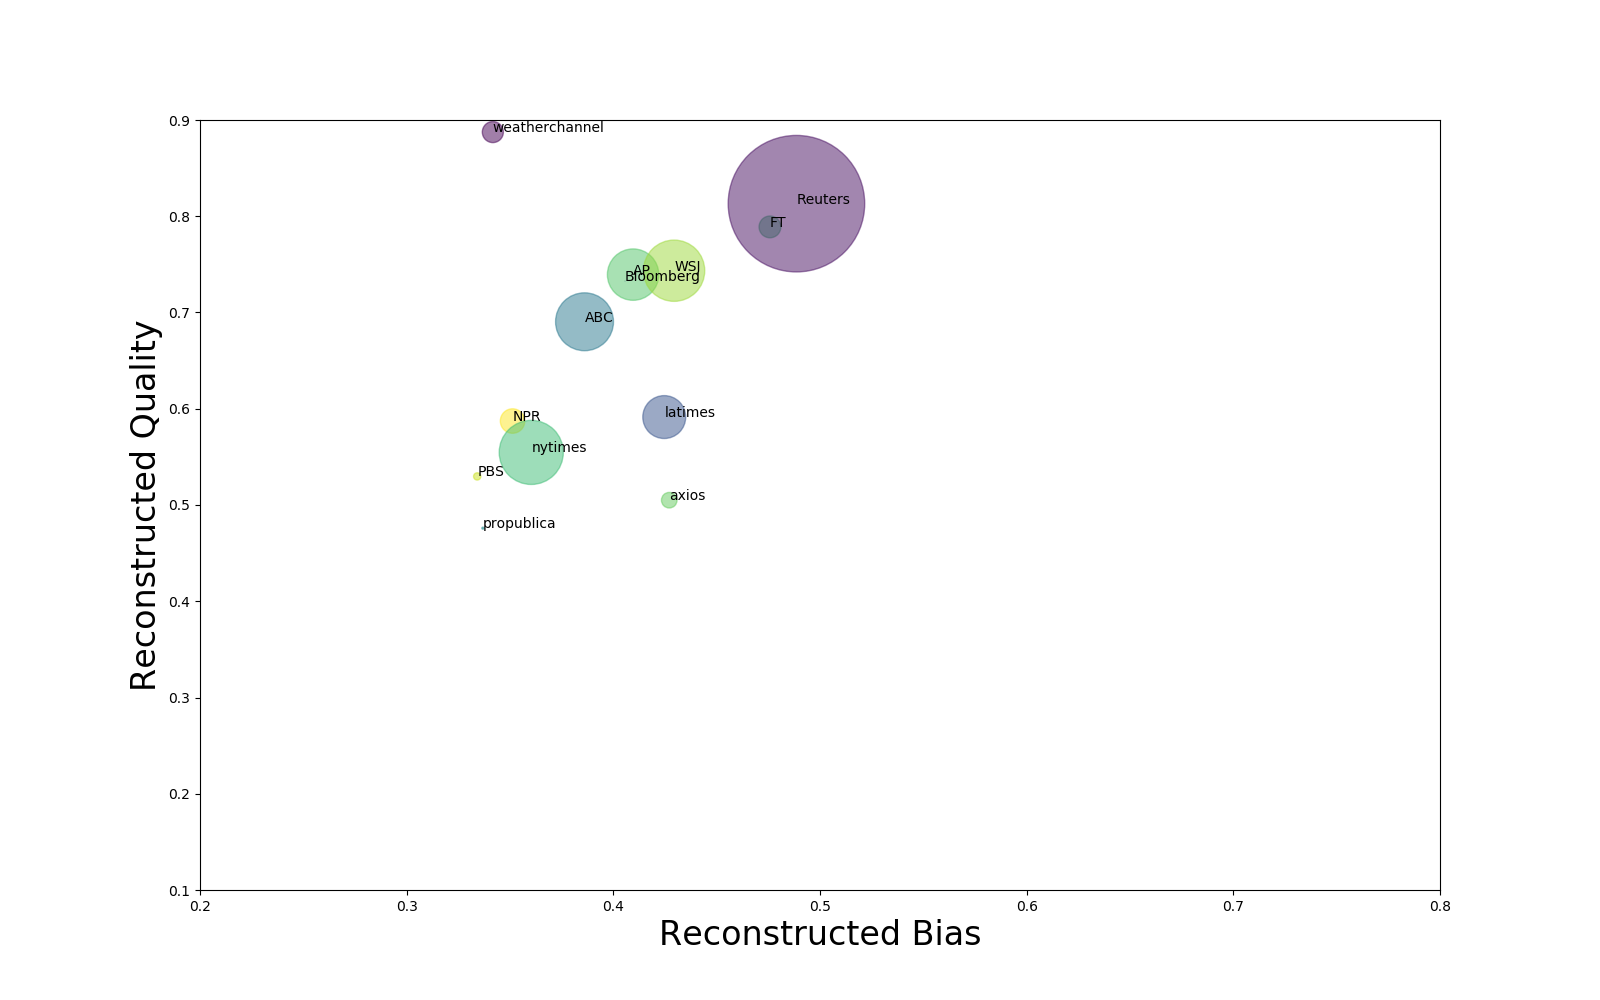 Reconstructed Quality
0.9
0.8
0.7
0.6
0.5
0.4
0.3
0.2
0.1
weatherchannel
Reuters
FT
WSJ
AP
Bloomberg
ABC
latimes
NPR
nytimes
PBS
axios
propublica
0.2 0.3 0.4 0.5 0.6 0.7 0.8
Reconstructed Bias